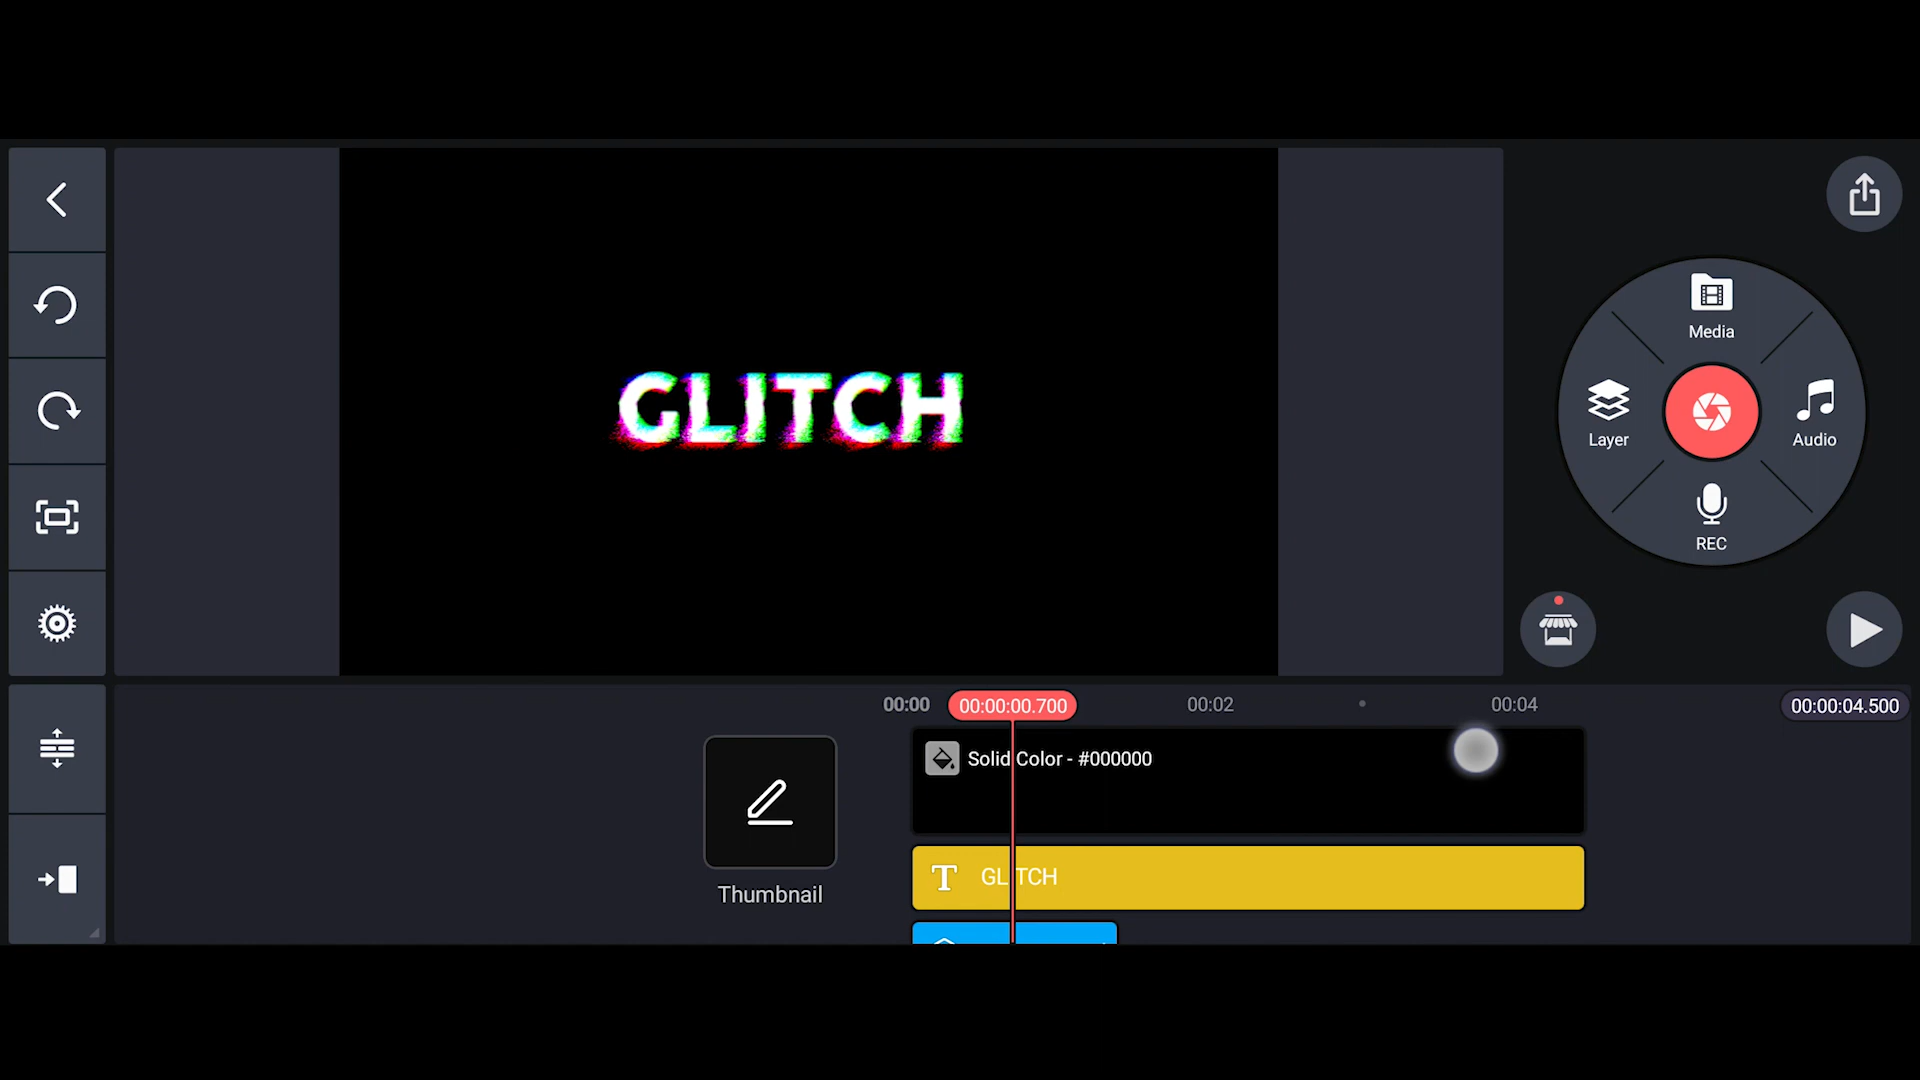 GLITCH
Media
Layer
Audio
REC
00:00
00:00:00.700
00:02
00:04
00:00:04.500
Solid Color - #000000
Thumbnail
T GLITCH